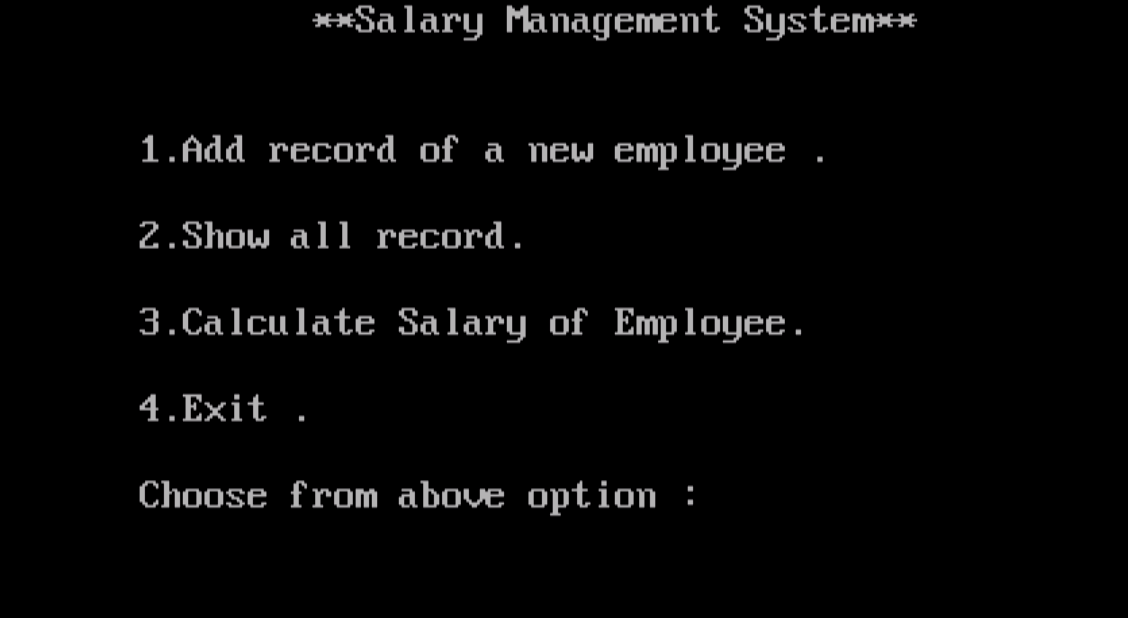 **Salary Management System**
1.Add record of a new employee .
2.Show all record.
3.Calculate Salary of Employee.
4.Exit .
Choose from above option :